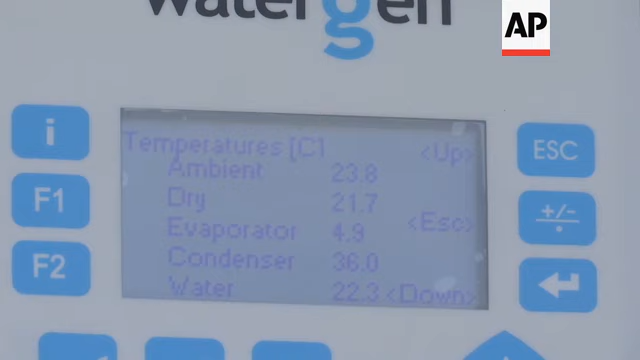 watergen
AP
i
F1
F2
Temperatures [C]
<Up>
Ambient 23.8
Dry 21.7
Evaporator 4.9
<Esc>
Condenser 36.0
Water 22.3 <Down>
ESC
+/-